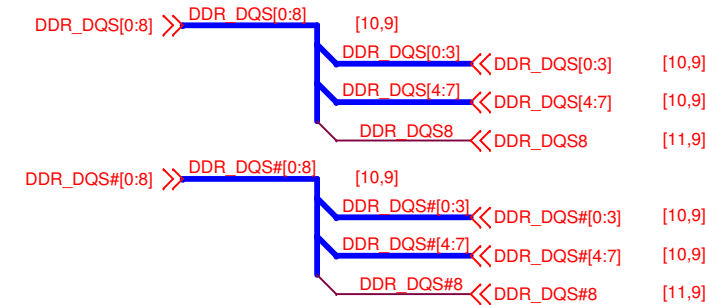 DDR_DQS[0:8] DDR_DQS[0:8] [10,9]
DDR_DQS[0:3] DDR_DQS[0:3] [10,9]
DDR_DQS[4:7] DDR_DQS[4:7] [10,9]
DDR_DQS8 DDR_DQS8 [11,9]
DDR_DQS#[0:8] DDR_DQS#[0:8] [10,9]
DDR_DQS#[0:3] DDR_DQS#[0:3] [10,9]
DDR_DQS#[4:7] DDR_DQS#[4:7] [10,9]
DDR_DQS#8 DDR_DQS#8 [11,9]